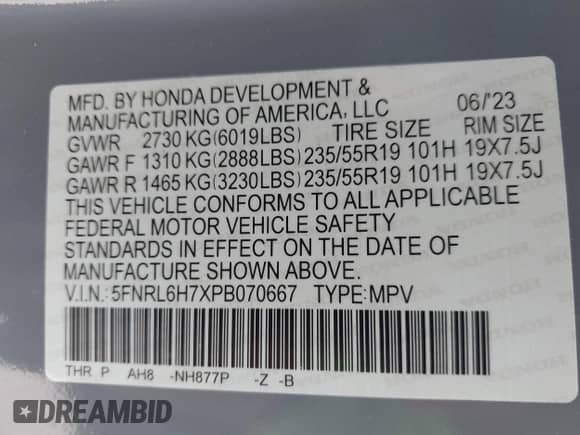 MFD. BY HONDA DEVELOPMENT &
MANUFACTURING OF AMERICA, LLC 06/'23
GVWR 2730 KG(6019LBS) TIRE SIZE RIM SIZE
GAWR F 1310 KG(2888LBS) 235/55R19 101H 19X7.5J
GAWR R 1465 KG(3230LBS) 235/55R19 101H 19X7.5J
THIS VEHICLE CONFORMS TO ALL APPLICABLE
FEDERAL MOTOR VEHICLE SAFETY
STANDARDS IN EFFECT ON THE DATE OF
MANUFACTURE SHOWN ABOVE.
V.I.N.: 5FNRL6H7XPB070667 TYPE:MPV
THR P AH8 -NH877P -Z -B
DREAMBID